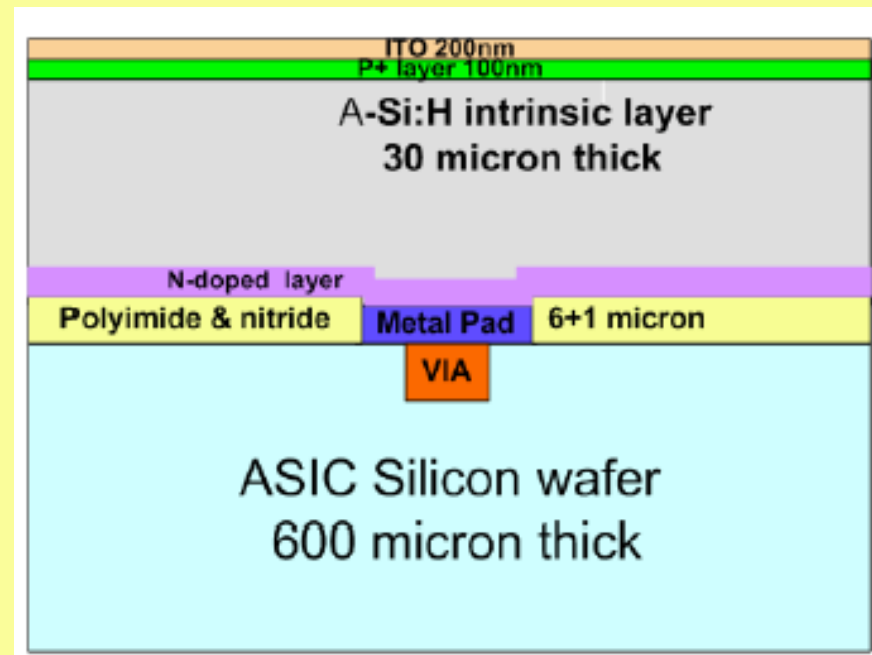 ITO 200nm
P+ layer 100nm
A-Si:H intrinsic layer
30 micron thick
N-doped layer
Polyimide & nitride
Metal Pad
6+1 micron
VIA
ASIC Silicon wafer
600 micron thick